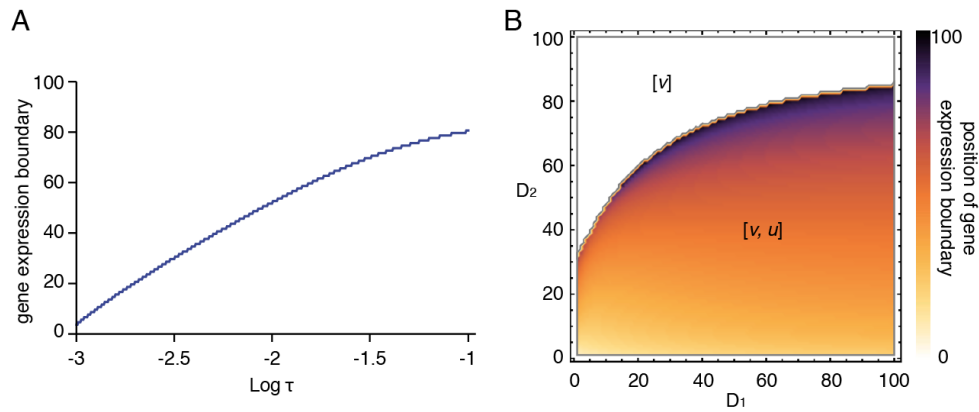 A
gene expression boundary
100
80
60
40
20
0
-3
-2.5
-2
-1.5
-1
Log τ
B
D2
100
80
60
40
20
0
[v]
[v, u]
0
20
40
60
80
100
D1
100
0
position of gene
expression boundary